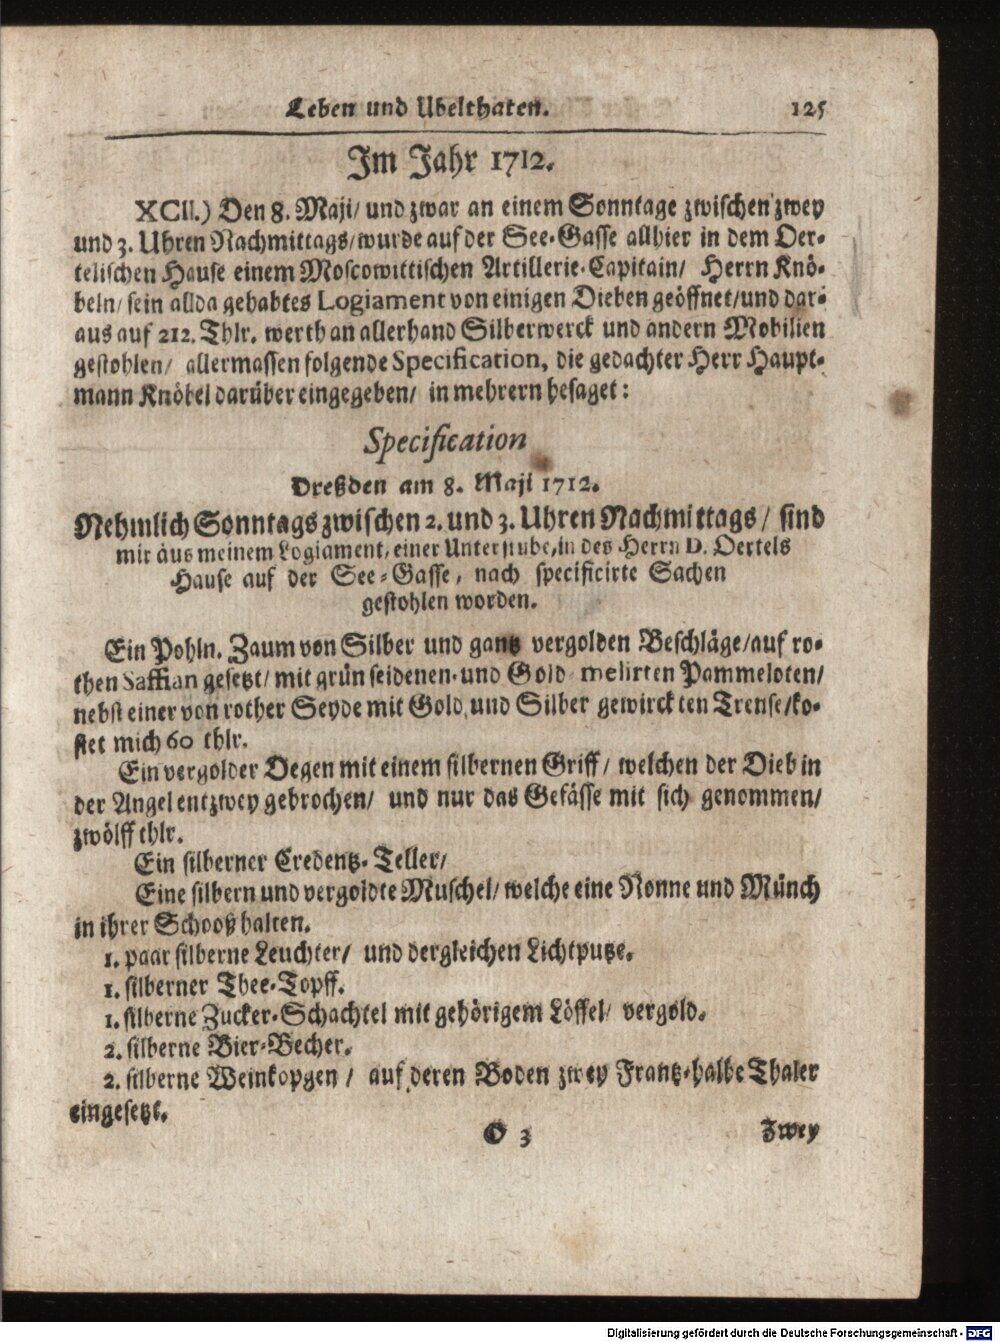 Leben und Ubelthaten. 125
Im Jahr 1712.
XCII.) Den 8. Maji/ und zwar an einem Sonntage zwischen zwey
und 3. Uhren Nachmittags/ wurde auf der See-Gasse allhier in dem Oer-
telischen Hause einem Moscowittischen Artillerie-Capitain/ Herrn Knö-
beln/ sein allda gehabtes Logiament von einigen Dieben geöffnet/ und dar-
aus auf 212. Thlr. werth an allerhand Silberwerck und andern Mobilien
gestohlen/ allermassen folgende Specification, die gedachter Herr Haupt-
mann Knöbel darüber eingegeben/ in mehrern besaget:
Specification
Dreßden am 8. Maji 1712.
Nehmlich Sonntags zwischen 2. und 3. Uhren Nachmittags/ sind
mir aus meinem Logiament, einer Unterstube, in des Herrn D. Oertels
Hause auf der See-Gasse, nach specificirte Sachen
gestohlen worden.
Ein Pohln. Zaum von Silber und gantz vergolden Beschläge/ auf ro-
then Saffian gesetzt/ mit grün seidenen- und Gold-melirten Pammeloten/
nebst einer von rother Seyde mit Gold und Silber gewirckten Trense/ ko-
stet mich 60 thlr.
Ein vergolder Degen mit einem silbernen Griff/ welchen der Dieb in
der Angel entzwey gebrochen/ und nur das Gefässe mit sich genommen/
zwölff thlr.
Ein silberner Credentz-Teller/
Eine silbern und vergoldte Muschel/ welche eine Nonne und Münch
in ihrer Schooß halten.
1. paar silberne Leuchter/ und dergleichen Lichtputze.
1. silberner Thee-Topff.
1. silberne Zucker-Schachtel mit gehörigem Löffel/ vergold.
2. silberne Bier-Becher.
2. silberne Weinkopgen/ auf deren Boden zwey Frantz-halbe Thaler
eingesetzt.
O 3 Zwey
Digitalisierung gefördert durch die Deutsche Forschungsgemeinschaft - DFG